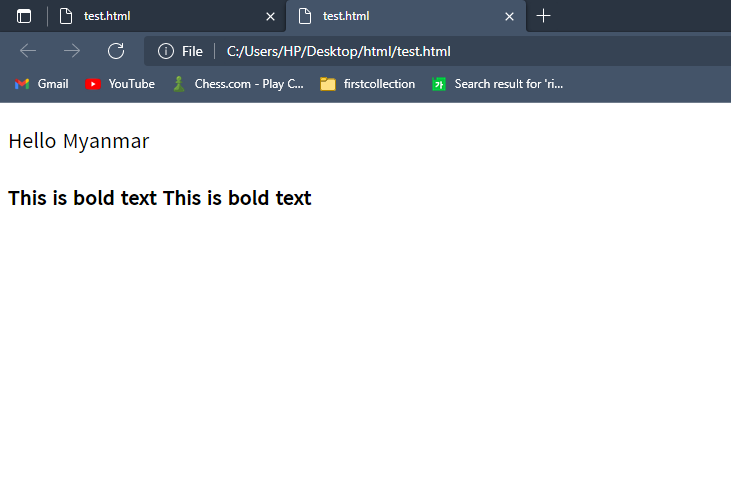 test.html
test.html
File
C:/Users/HP/Desktop/html/test.html
Gmail
YouTube
Chess.com - Play C...
firstcollection
가
Search result for 'ri...
Hello Myanmar
This is bold text This is bold text